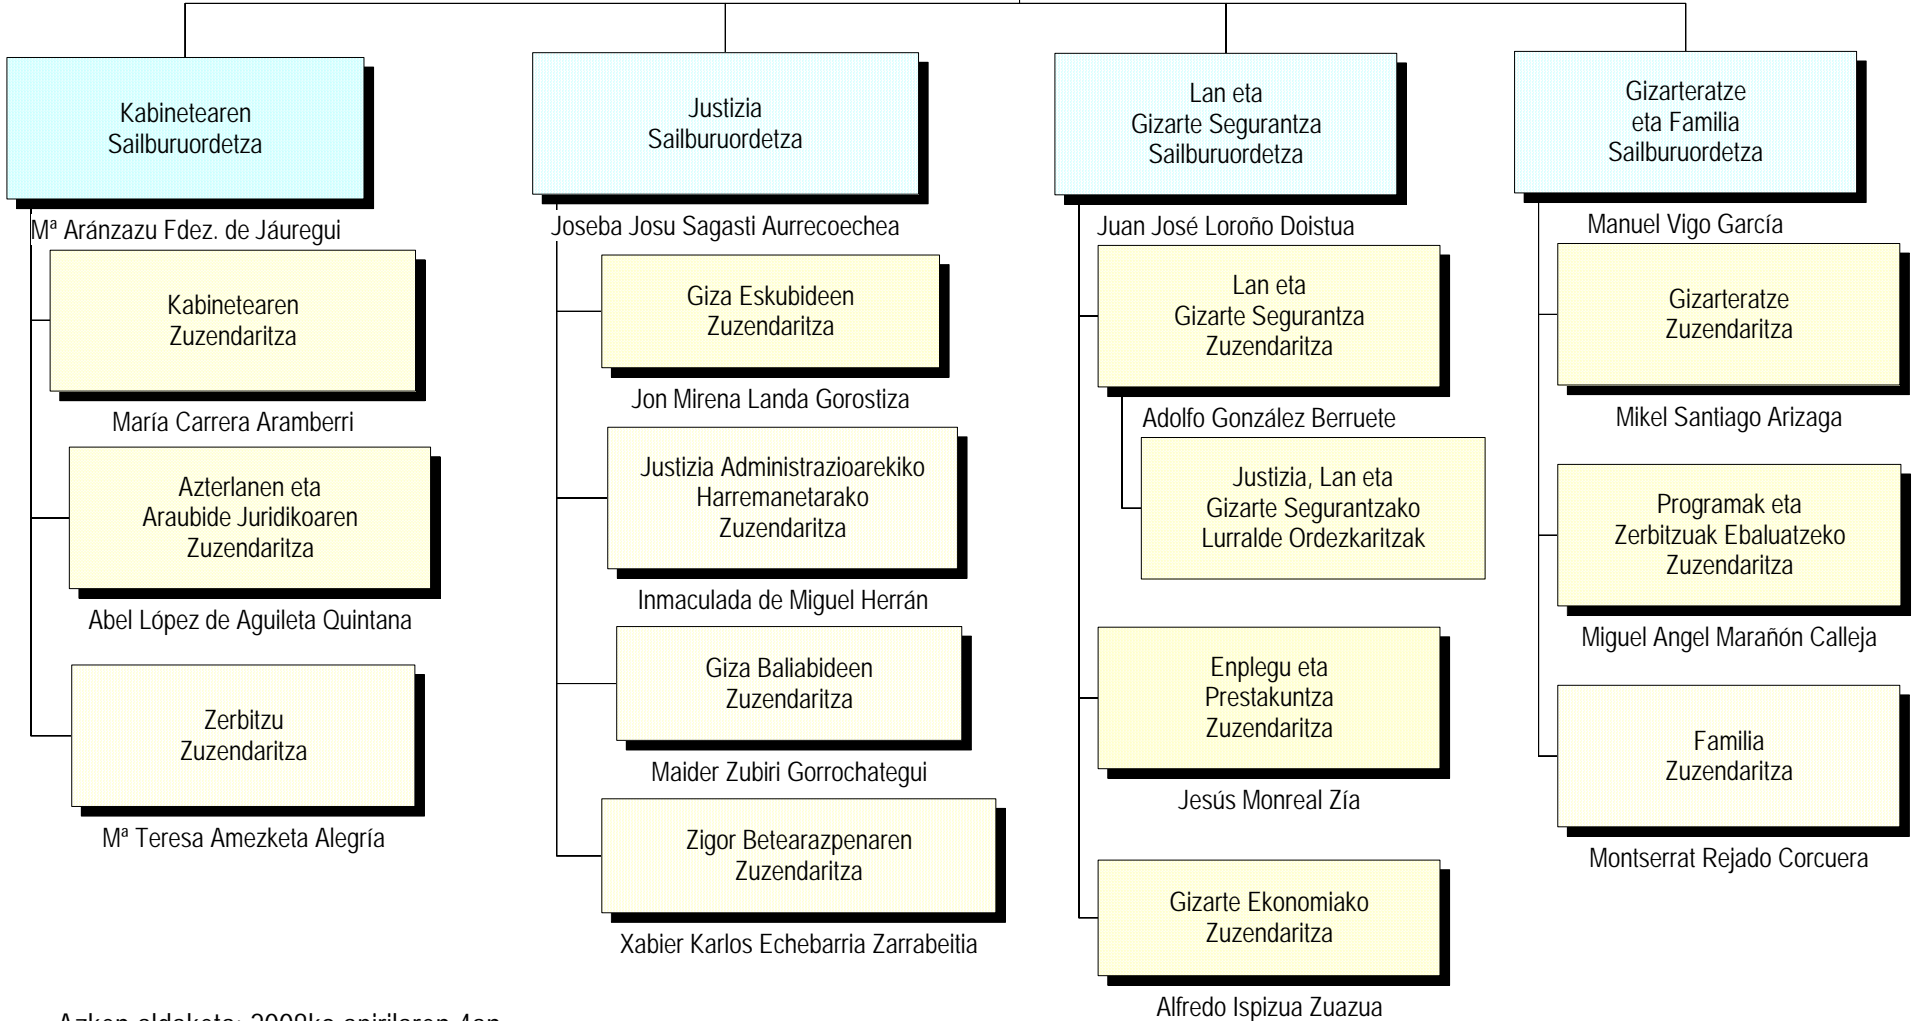 Kabinetearen
Sailburuordetza
Mª Aránzazu Fdez. de Jáuregui
Kabinetearen
Zuzendaritza
María Carrera Aramberri
Azterlanen eta
Araubide Juridikoaren
Zuzendaritza
Abel López de Aguileta Quintana
Zerbitzu
Zuzendaritza
Mª Teresa Amezketa Alegría
Justizia
Sailburuordetza
Joseba Josu Sagasti Aurrecoechea
Giza Eskubideen
Zuzendaritza
Jon Mirena Landa Gorostiza
Justizia Administrazioarekiko
Harremanetarako
Zuzendaritza
Inmaculada de Miguel Herrán
Giza Baliabideen
Zuzendaritza
Maider Zubiri Gorrochategui
Zigor Betearazpenaren
Zuzendaritza
Xabier Karlos Echebarria Zarrabeitia
Lan eta
Gizarte Segurantza
Sailburuordetza
Juan José Loroño Doistua
Lan eta
Gizarte Segurantza
Zuzendaritza
Adolfo González Berruete
Justizia, Lan eta
Gizarte Segurantzako
Lurralde Ordezkaritzak
Enplegu eta
Prestakuntza
Zuzendaritza
Jesús Monreal Zía
Gizarte Ekonomiako
Zuzendaritza
Alfredo Ispizua Zuazua
Gizarteratze
eta Familia
Sailburuordetza
Manuel Vigo García
Gizarteratze
Zuzendaritza
Mikel Santiago Arizaga
Programak eta
Zerbitzuak Ebaluatzeko
Zuzendaritza
Miguel Angel Marañón Calleja
Familia
Zuzendaritza
Montserrat Rejado Corcuera
Azken aldaketa: 2008ko apirilaren 4an